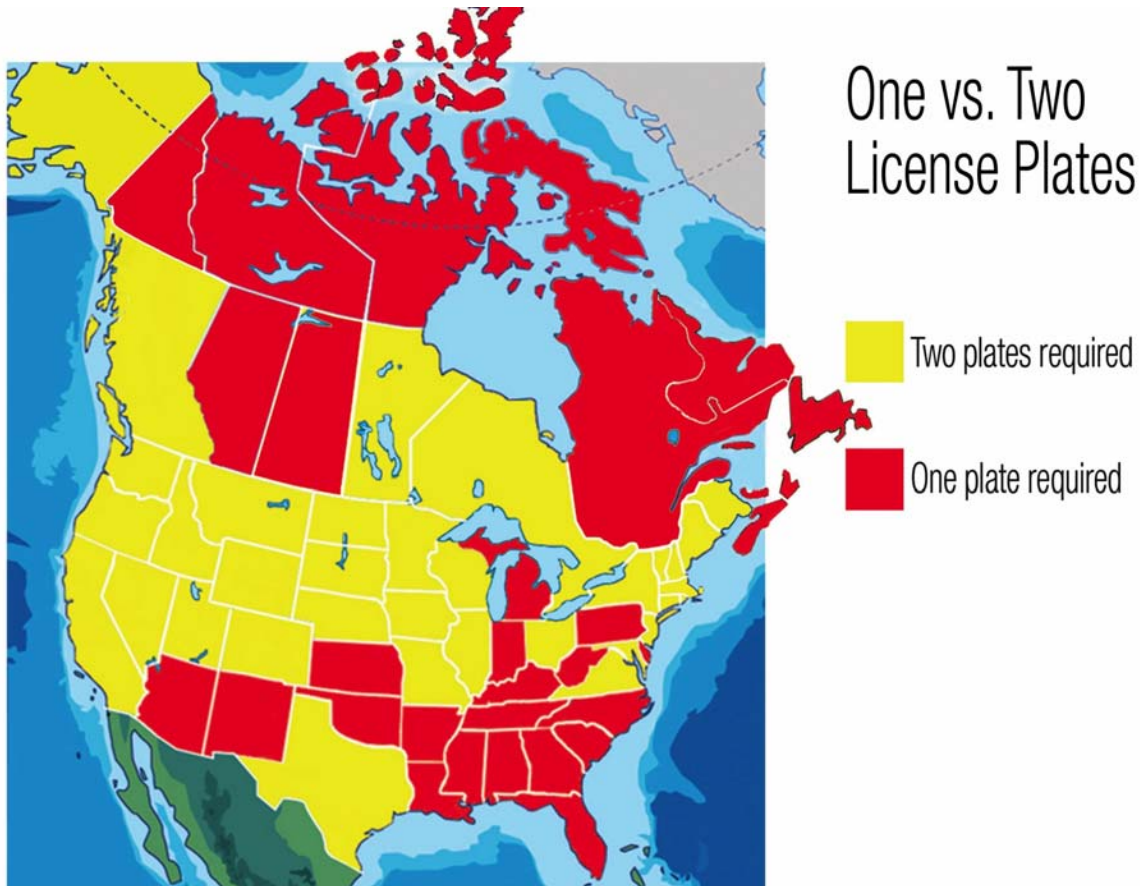 One vs. Two
License Plates
Two plates required
One plate required